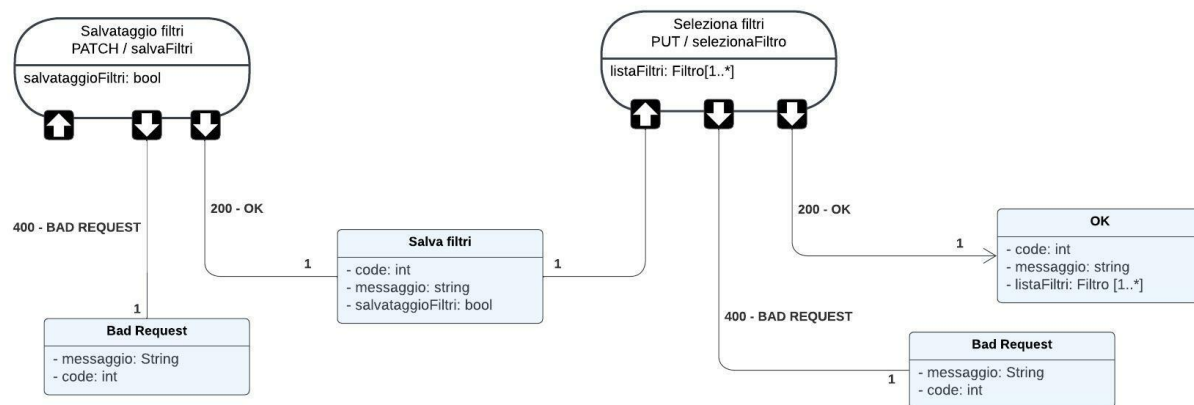 Salvataggio filtri
PATCH / salvaFiltri
salvataggioFiltri: bool
Seleziona filtri
PUT / selezionaFiltro
listaFiltri: Filtro[1..*]
400 - BAD REQUEST
200 - OK
1
1
Bad Request
- messaggio: String
- code: int
Salva filtri
- code: int
- messaggio: string
- salvataggioFiltri: bool
1
200 - OK
1
OK
- code: int
- messaggio: string
- listaFiltri: Filtro [1..*]
400 - BAD REQUEST
1
Bad Request
- messaggio: String
- code: int